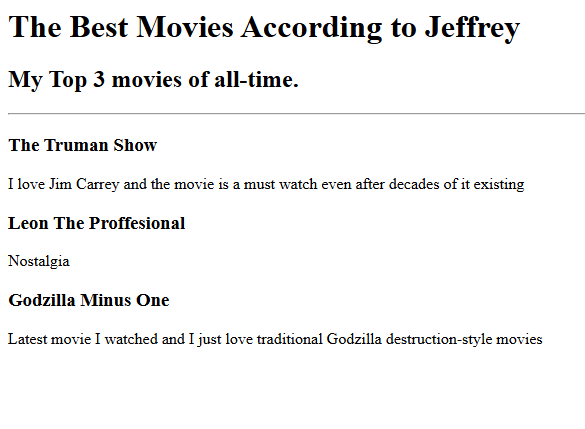 The Best Movies According to Jeffrey
My Top 3 movies of all-time.
The Truman Show
I love Jim Carrey and the movie is a must watch even after decades of it existing
Leon The Proffesional
Nostalgia
Godzilla Minus One
Latest movie I watched and I just love traditional Godzilla destruction-style movies